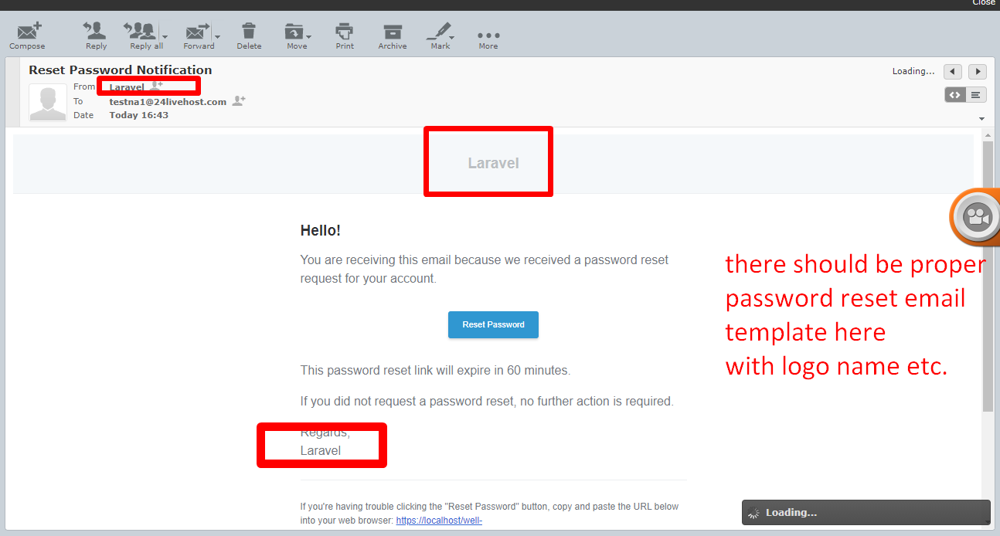 Close
Compose Reply Reply all Forward Delete Move Print Archive Mark More
Reset Password Notification
Loading...
From Laravel
To testna1@24livehost.com
Date Today 16:43
Laravel
Hello!
You are receiving this email because we received a password reset
request for your account.
Reset Password
This password reset link will expire in 60 minutes.
If you did not request a password reset, no further action is required.
Regards,
Laravel
If you're having trouble clicking the "Reset Password" button, copy and paste the URL below
into your web browser: https://localhost/well-
there should be proper
password reset email
template here
with logo name etc.
Loading...